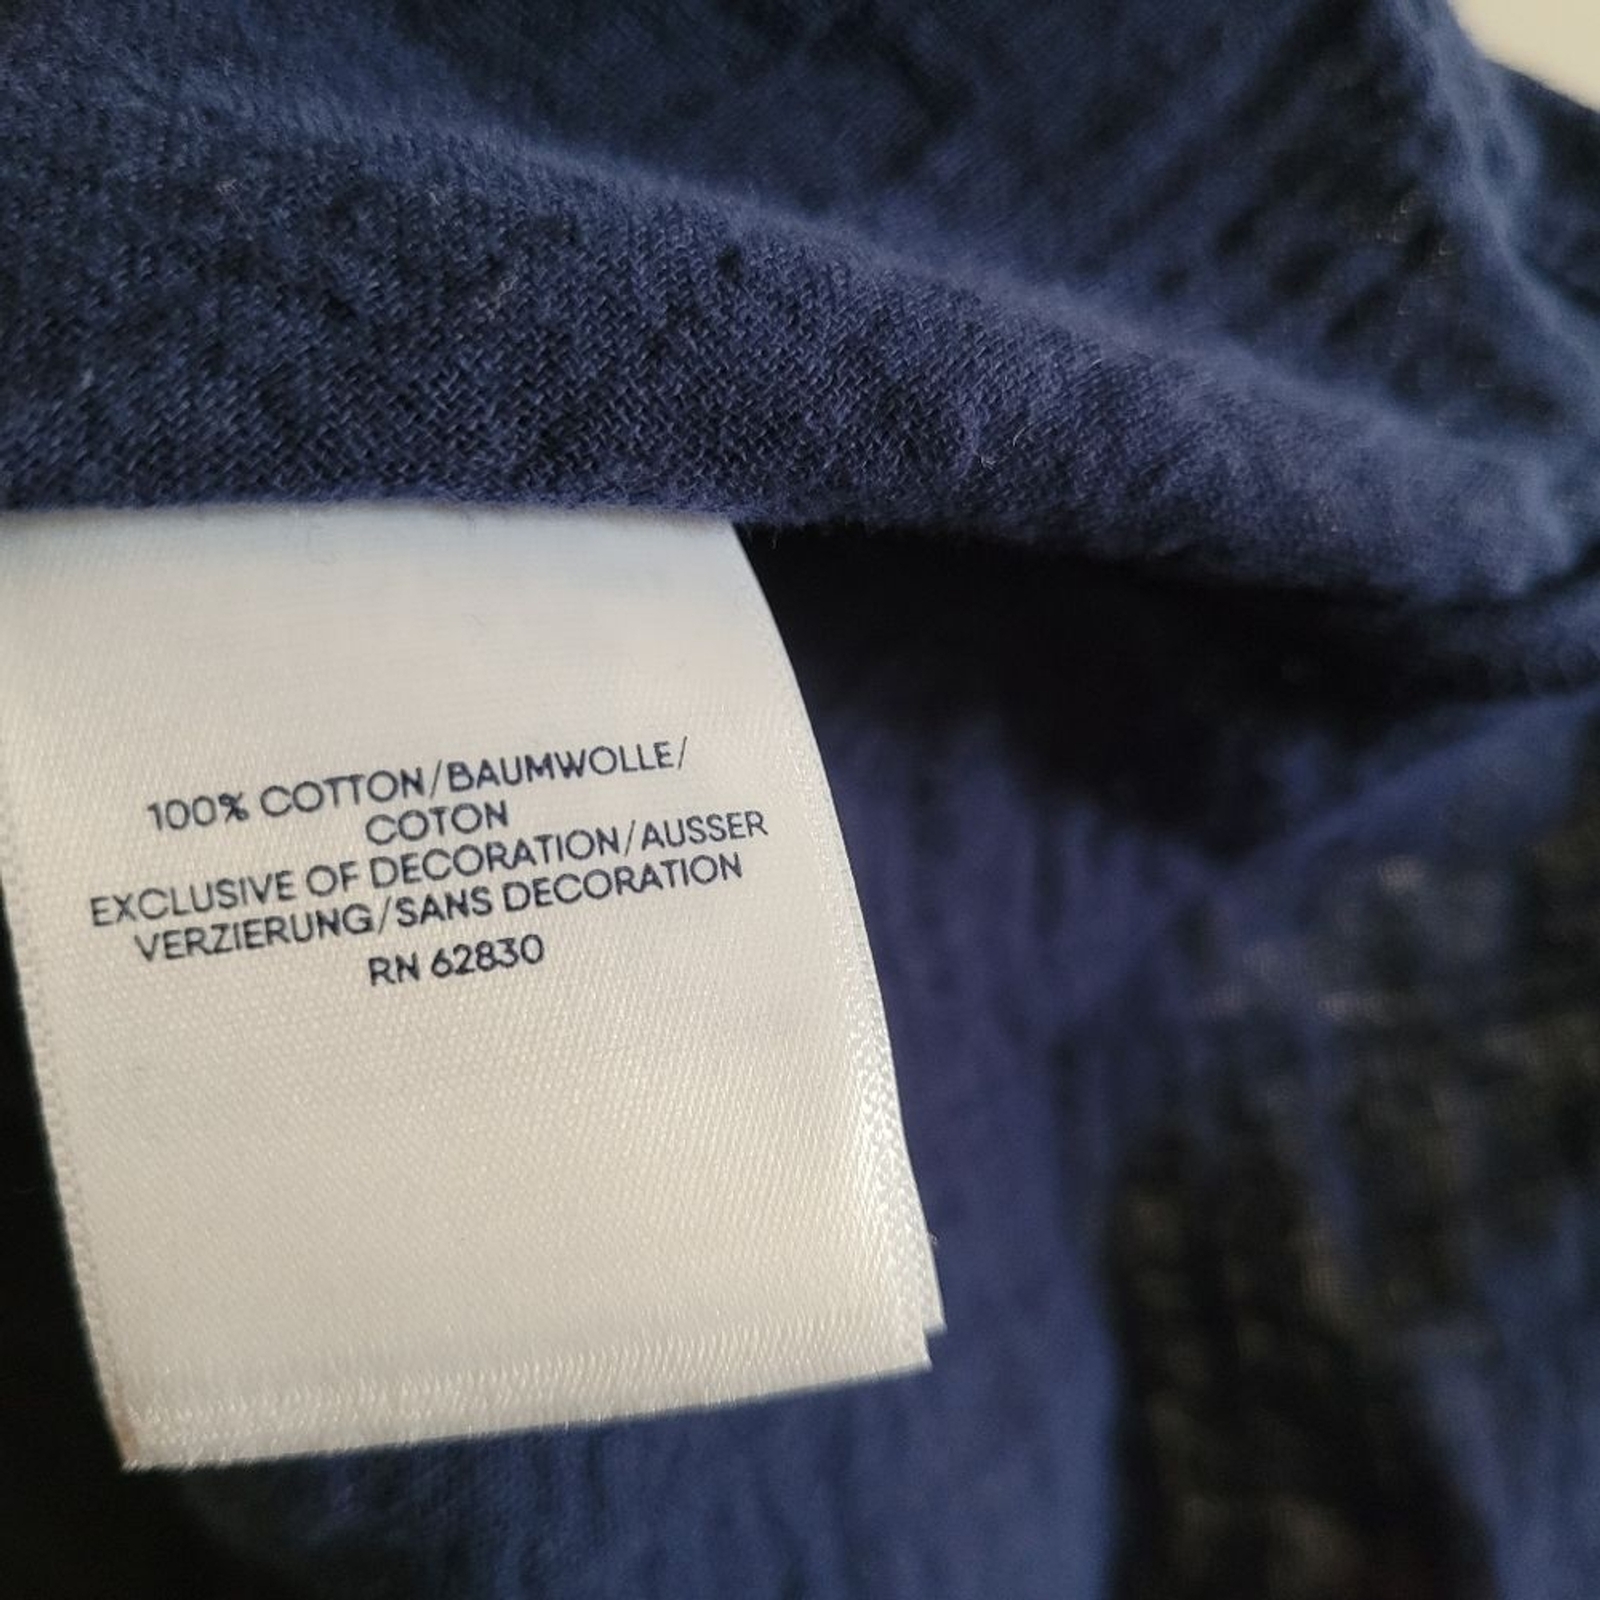 100% COTTON/BAUMWOLLE/
COTON
EXCLUSIVE OF DECORATION/AUSSER
VERZIERUNG/SANS DECORATION
RN 62830